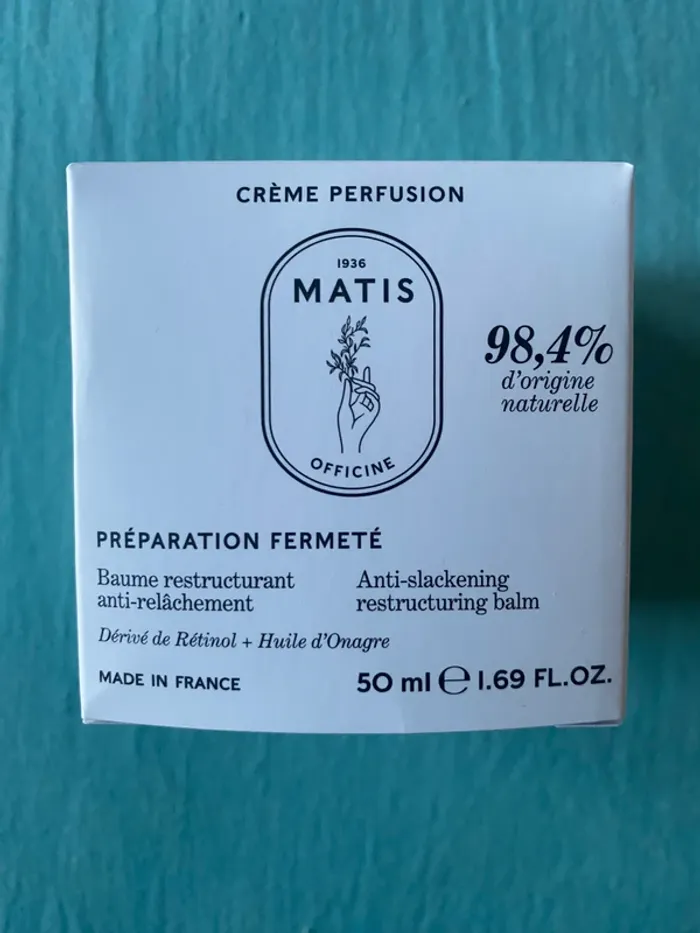 CRÈME PERFUSION
1936
MATIS
OFFICINE
98,4%
d'origine
naturelle
PRÉPARATION FERMETÉ
Baume restructurant
anti-relâchement
Anti-slackening
restructuring balm
Dérivé de Rétinol + Huile d'Onagre
MADE IN FRANCE
50 ml ℮ 1.69 FL.OZ.